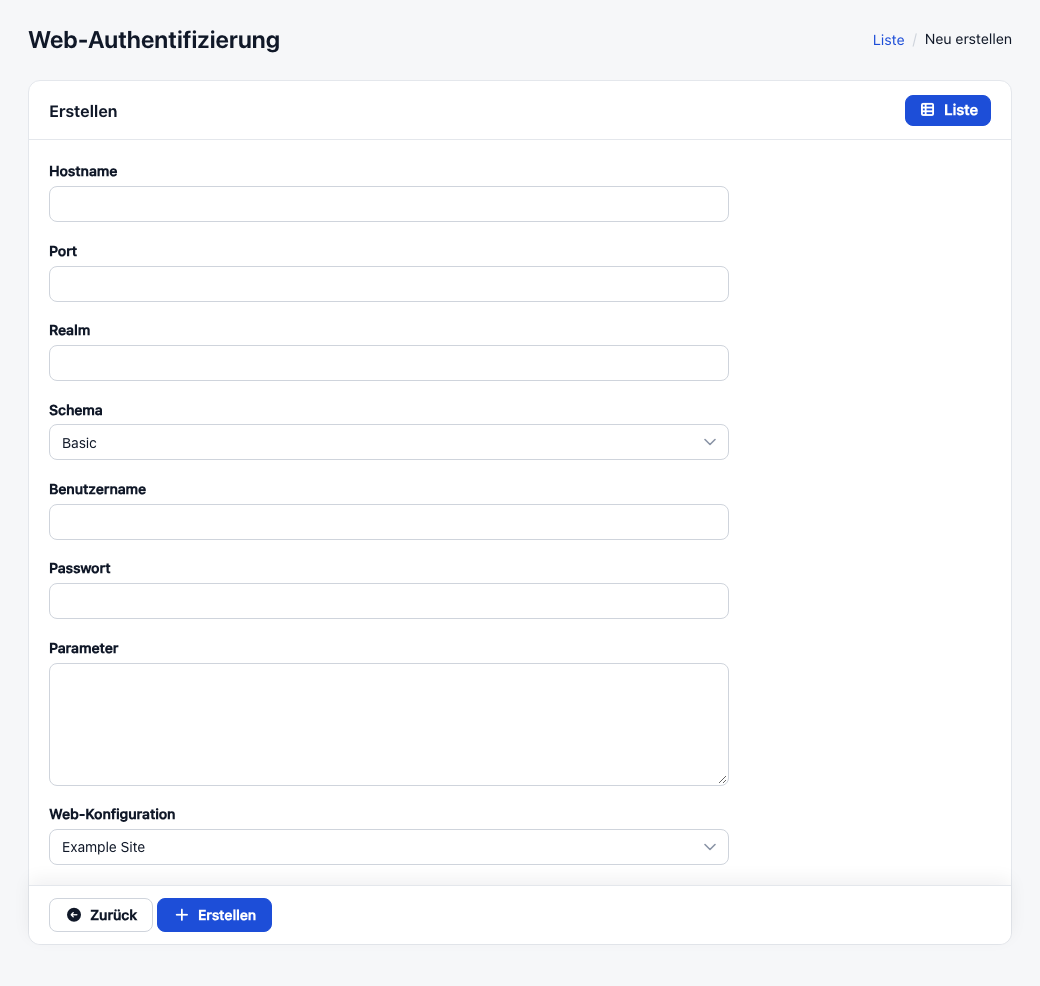 Web-Authentifizierung
Liste / Neu erstellen
Erstellen
Liste
Hostname
Port
Realm
Schema
Basic
Benutzername
Passwort
Parameter
Web-Konfiguration
Example Site
Zurück
Erstellen